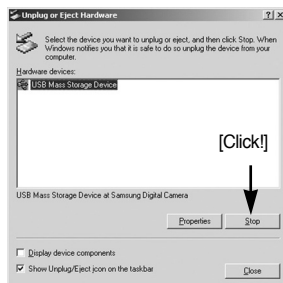 Unplug or Eject Hardware
Select the device you want to unplug or eject, and then click Stop. When
Windows notifies you that it is safe to do so unplug the device from your
computer.
Hardware devices:
USB Mass Storage Device
[Click!]
USB Mass Storage Device at Samsung Digital Camera
Properties Stop
Display device components
Show Unplug/Eject icon on the taskbar
Close